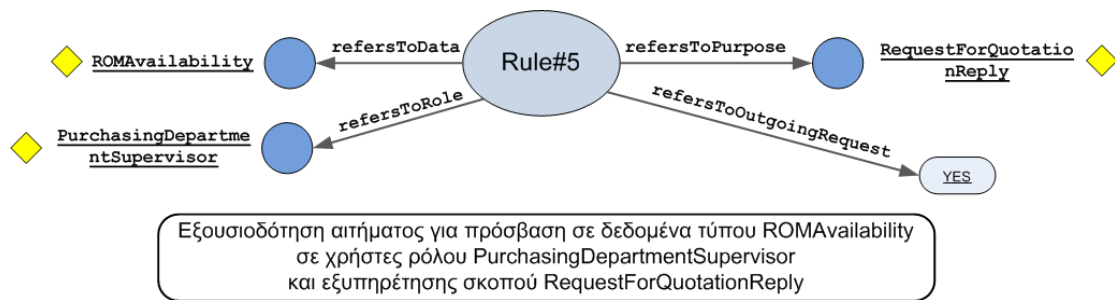 refersToData
Rule#5
refersToPurpose
ROMAvailability
RequestForQuotatio
nReply
refersToRole
refersToOutgoingRequest
PurchasingDepartme
ntSupervisor
YES
Εξουσιοδότηση αιτήματος για πρόσβαση σε δεδομένα τύπου ROMAvailability
σε χρήστες ρόλου PurchasingDepartmentSupervisor
και εξυπηρέτησης σκοπού RequestForQuotationReply